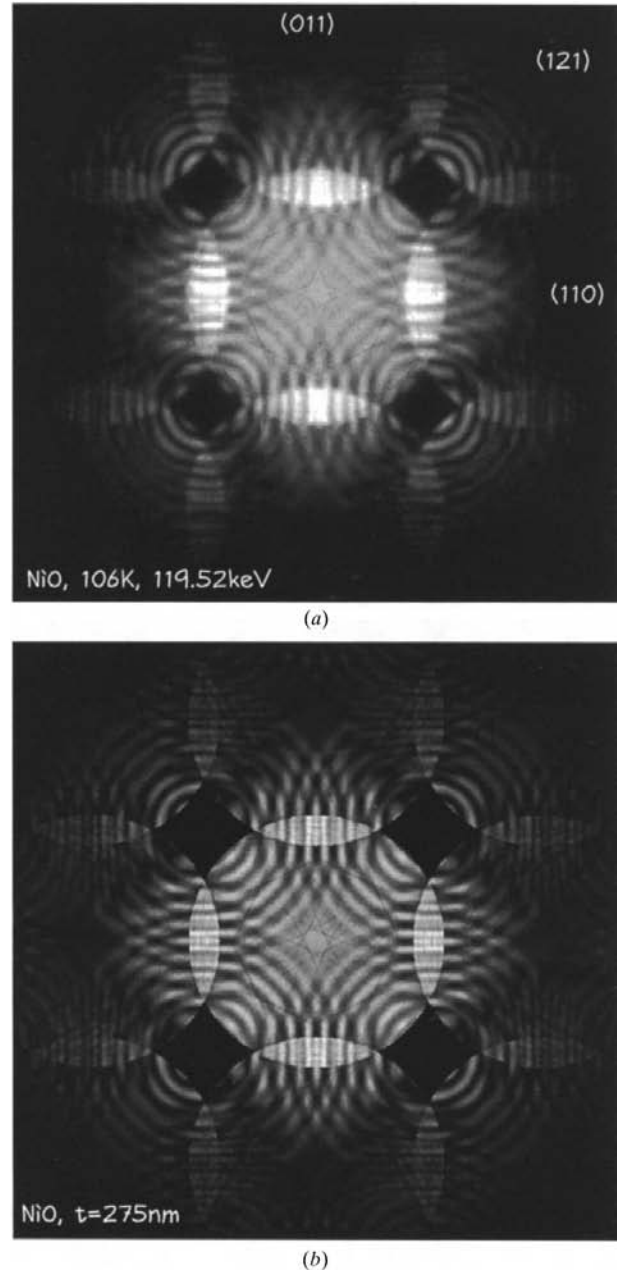 (011)
(121)
(110)
NiO, 106K, 119.52keV
(a)
NiO, t=275nm
(b)